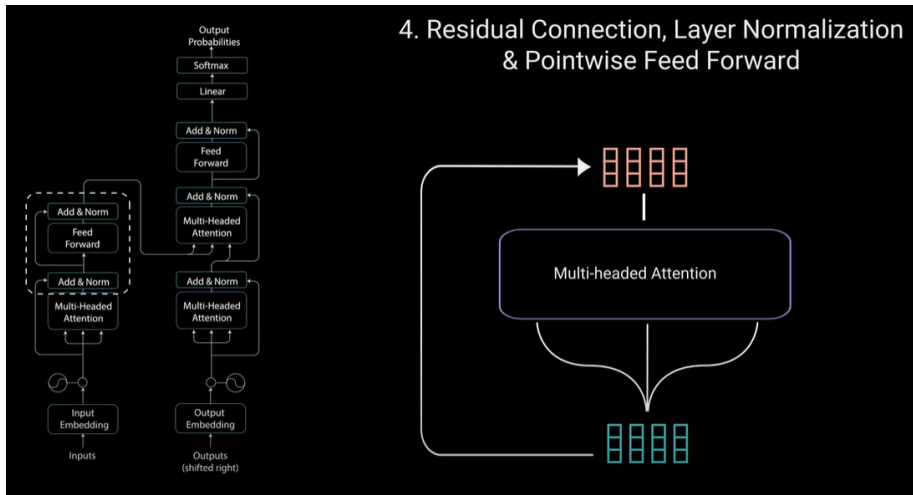 4. Residual Connection, Layer Normalization
& Pointwise Feed Forward
Output
Probabilities
Softmax
Linear
Add & Norm
Feed
Forward
Add & Norm
Multi-Headed
Attention
Add & Norm
Multi-Headed
Attention
Output
Embedding
Outputs
(shifted right)
Add & Norm
Feed
Forward
Add & Norm
Multi-Headed
Attention
Input
Embedding
Inputs
Multi-headed Attention